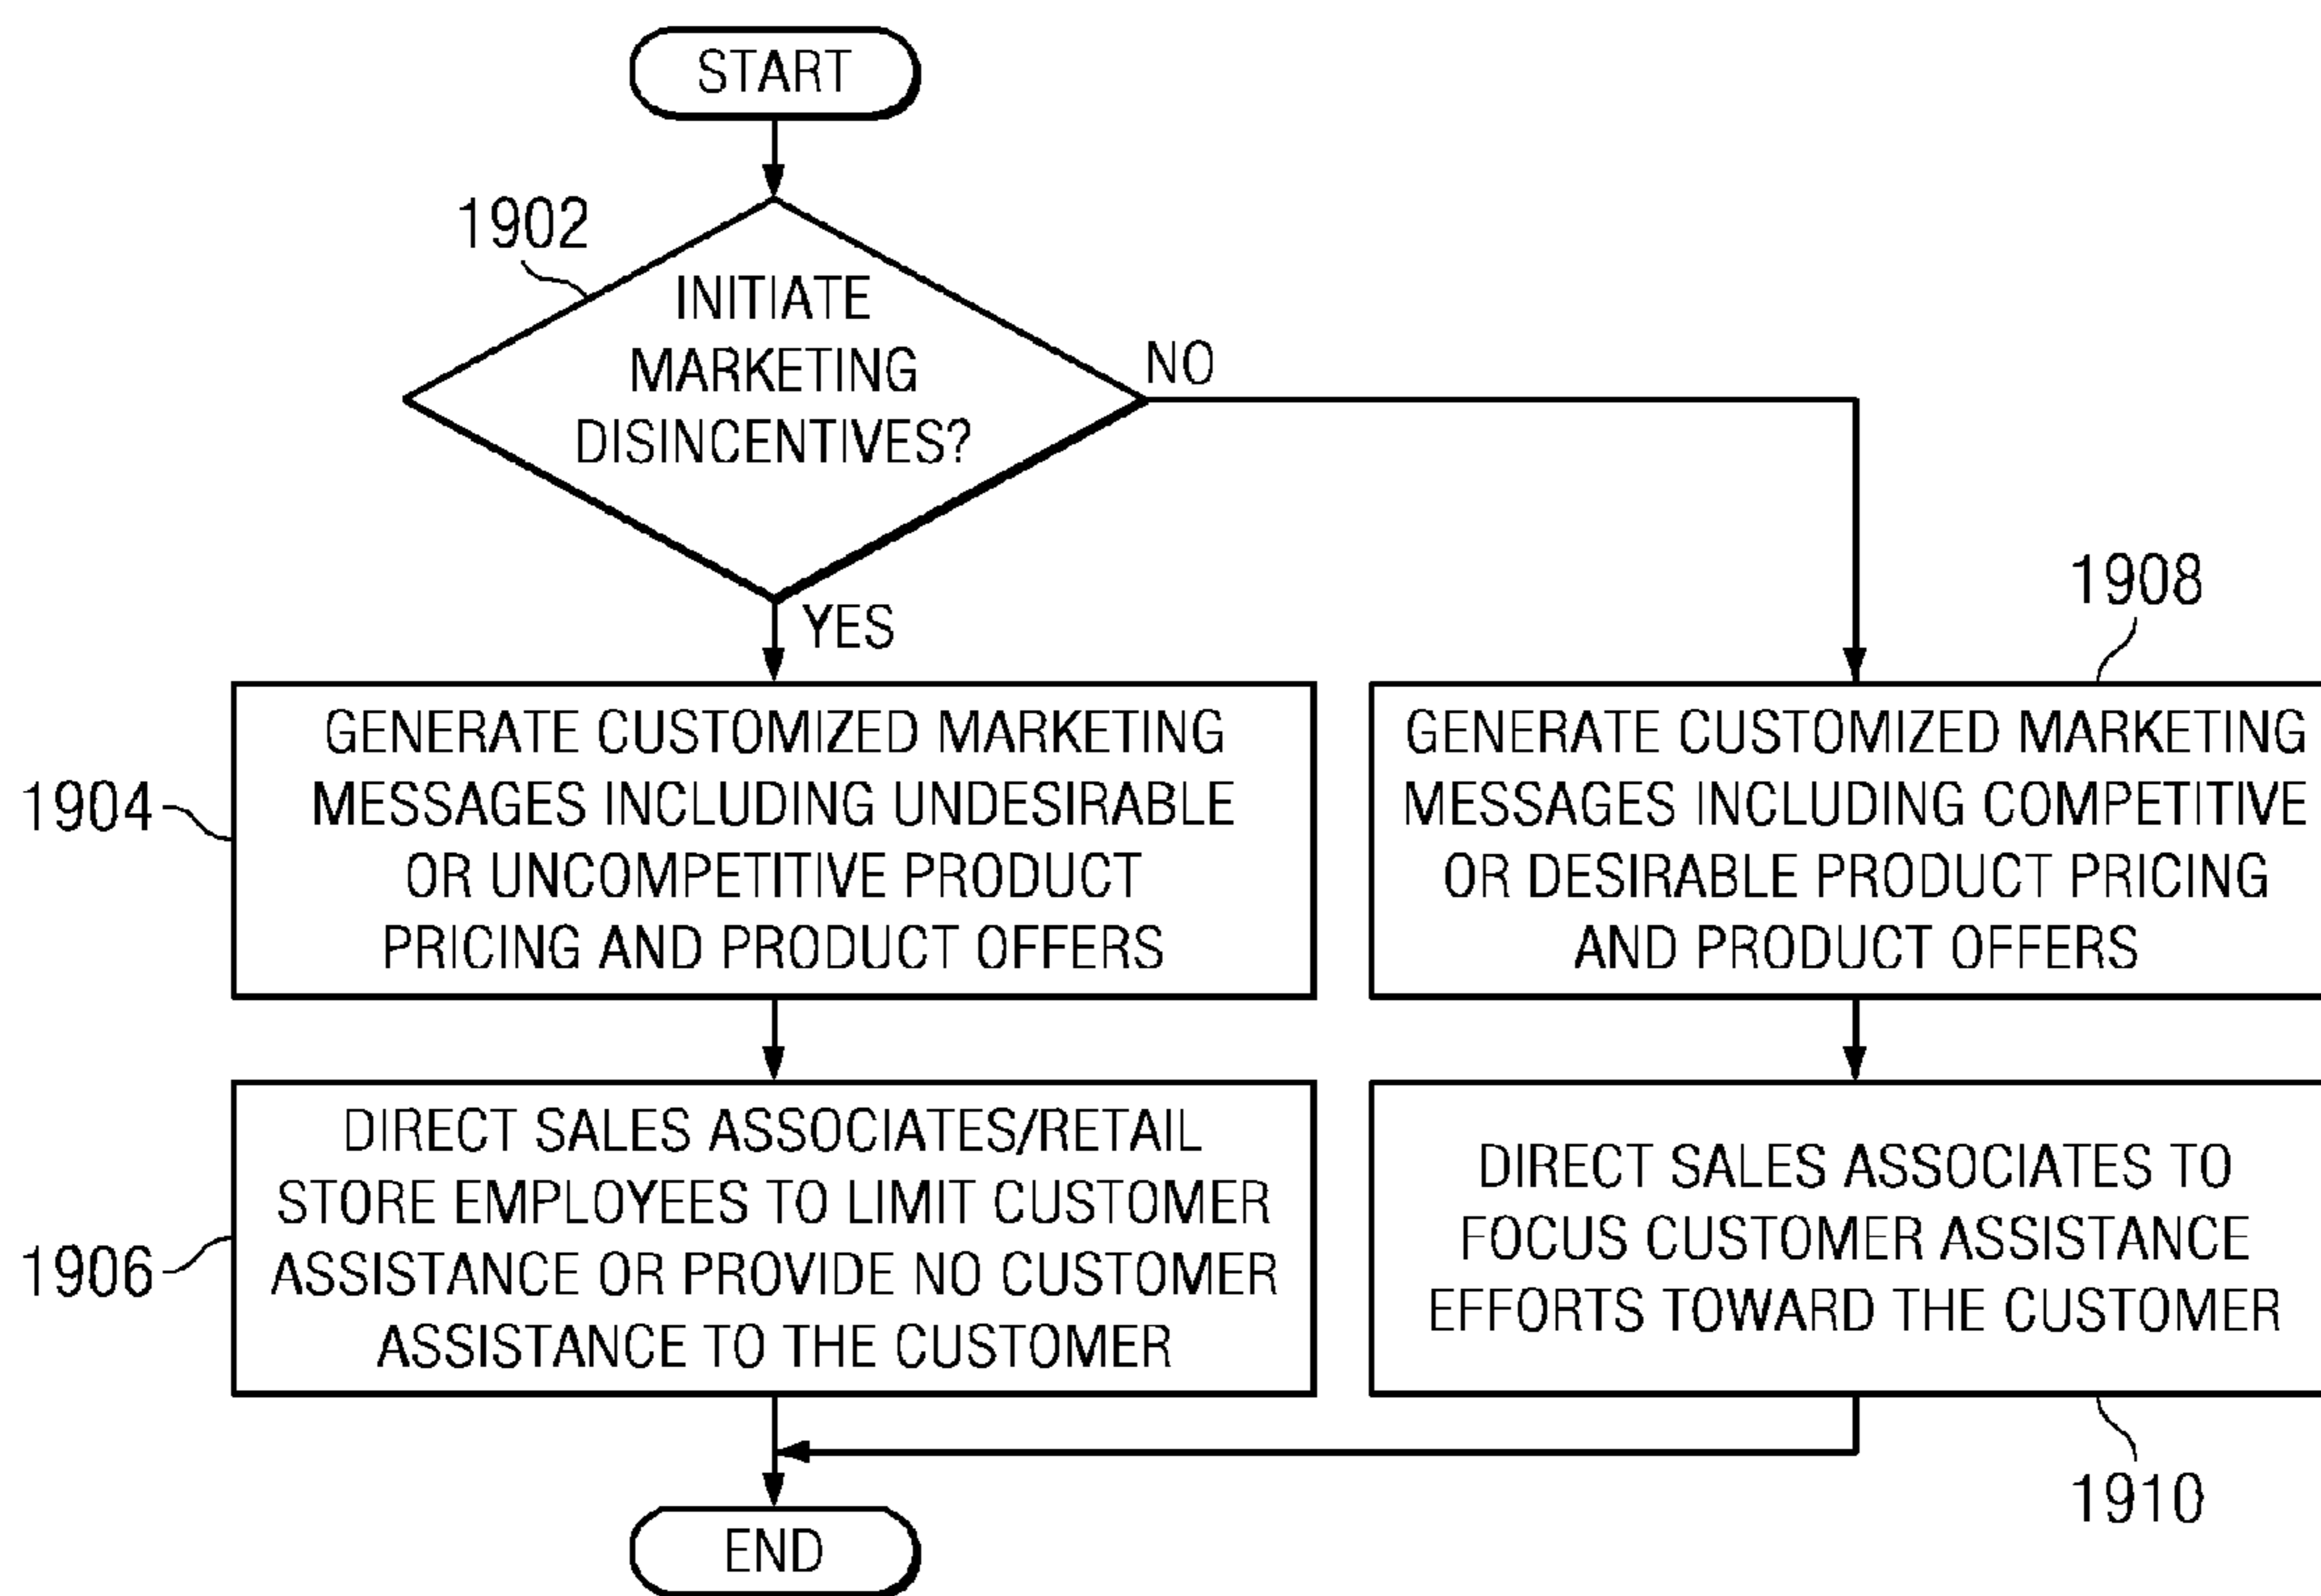 START
1902
INITIATE
MARKETING
DISINCENTIVES?
NO
YES
1908
1904
GENERATE CUSTOMIZED MARKETING
MESSAGES INCLUDING UNDESIRABLE
OR UNCOMPETITIVE PRODUCT
PRICING AND PRODUCT OFFERS
GENERATE CUSTOMIZED MARKETING
MESSAGES INCLUDING COMPETITIVE
OR DESIRABLE PRODUCT PRICING
AND PRODUCT OFFERS
1906
DIRECT SALES ASSOCIATES/RETAIL
STORE EMPLOYEES TO LIMIT CUSTOMER
ASSISTANCE OR PROVIDE NO CUSTOMER
ASSISTANCE TO THE CUSTOMER
DIRECT SALES ASSOCIATES TO
FOCUS CUSTOMER ASSISTANCE
EFFORTS TOWARD THE CUSTOMER
1910
END